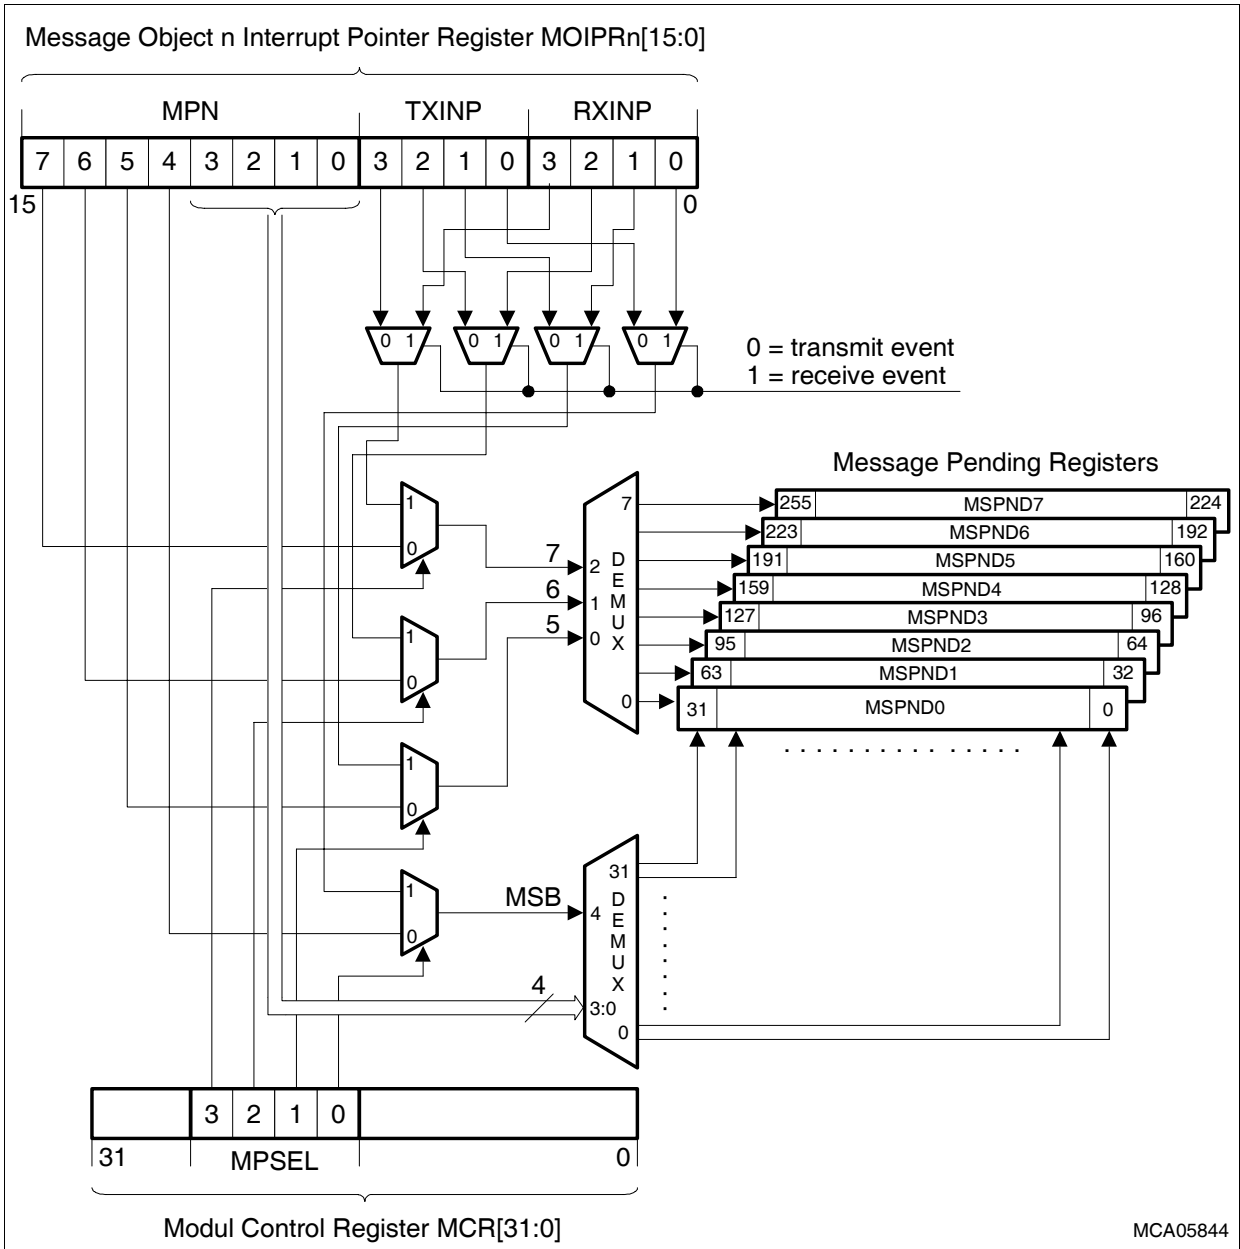 Message Object n Interrupt Pointer Register MOIPRn[15:0]
MPN TXINP RXINP
7 6 5 4 3 2 1 0 3 2 1 0 3 2 1 0
15 0
0 1 0 1 0 1 0 1
0 = transmit event
1 = receive event
Message Pending Registers
255 MSPND7 224
223 MSPND6 192
191 MSPND5 160
159 MSPND4 128
127 MSPND3 96
95 MSPND2 64
63 MSPND1 32
31 MSPND0 0
. . . . . . . . . . . . . . .
1
0
7
1
0
6
1
0
5
7
2
1
0
DEMUX
0
1
0
MSB
4
31
4
DEMUX
3:0
0
3 2 1 0
31 MPSEL 0
Modul Control Register MCR[31:0]
MCA05844